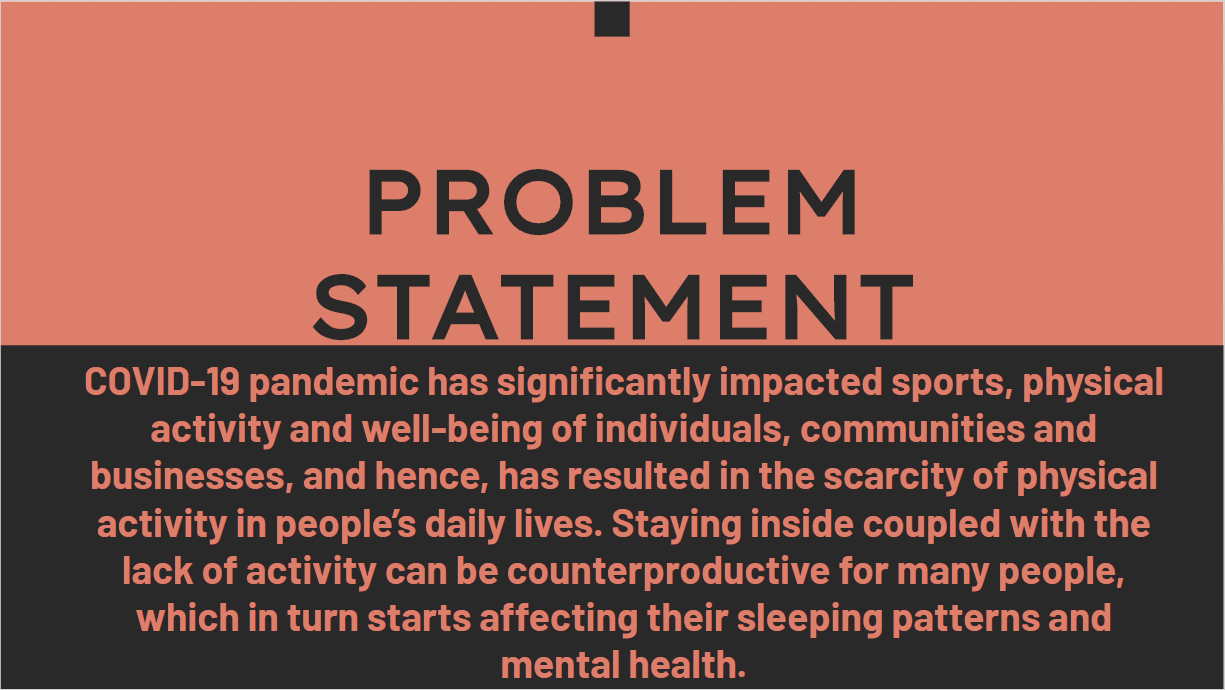 PROBLEM
STATEMENT
COVID-19 pandemic has significantly impacted sports, physical
activity and well-being of individuals, communities and
businesses, and hence, has resulted in the scarcity of physical
activity in people’s daily lives. Staying inside coupled with the
lack of activity can be counterproductive for many people,
which in turn starts affecting their sleeping patterns and
mental health.